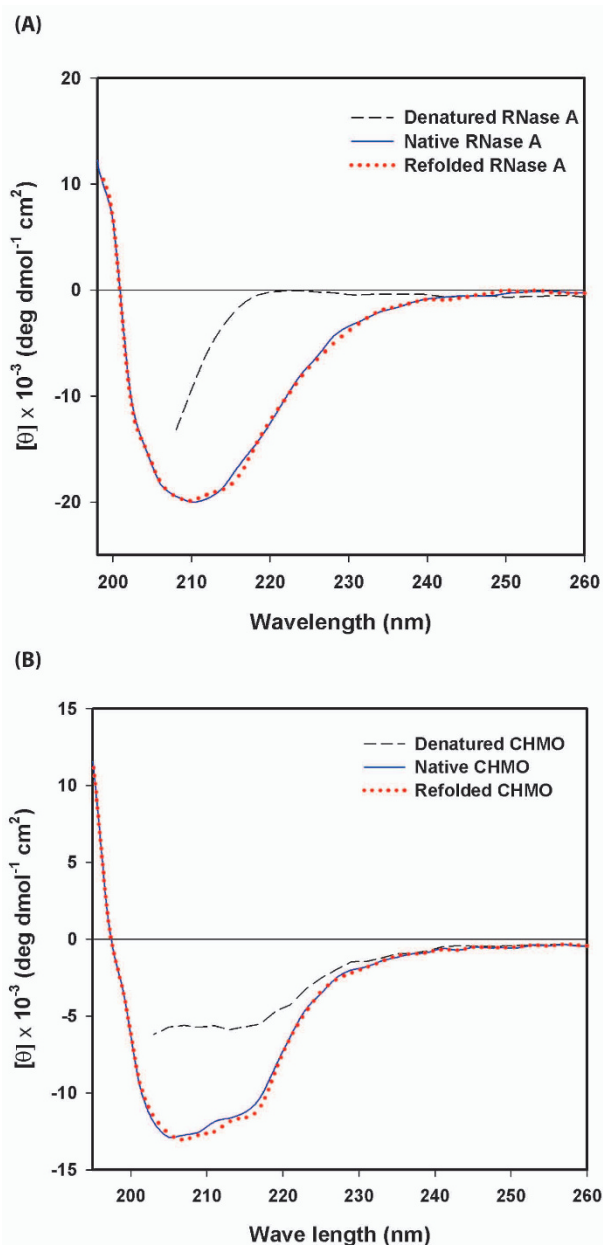 (A)
[θ] x 10⁻³ (deg dmol⁻¹ cm²)
20
10
0
-10
-20
Denatured RNase A
Native RNase A
Refolded RNase A
200 210 220 230 240 250 260
Wavelength (nm)
(B)
[θ] x 10⁻³ (deg dmol⁻¹ cm²)
15
10
5
0
-5
-10
-15
Denatured CHMO
Native CHMO
Refolded CHMO
200 210 220 230 240 250 260
Wave length (nm)